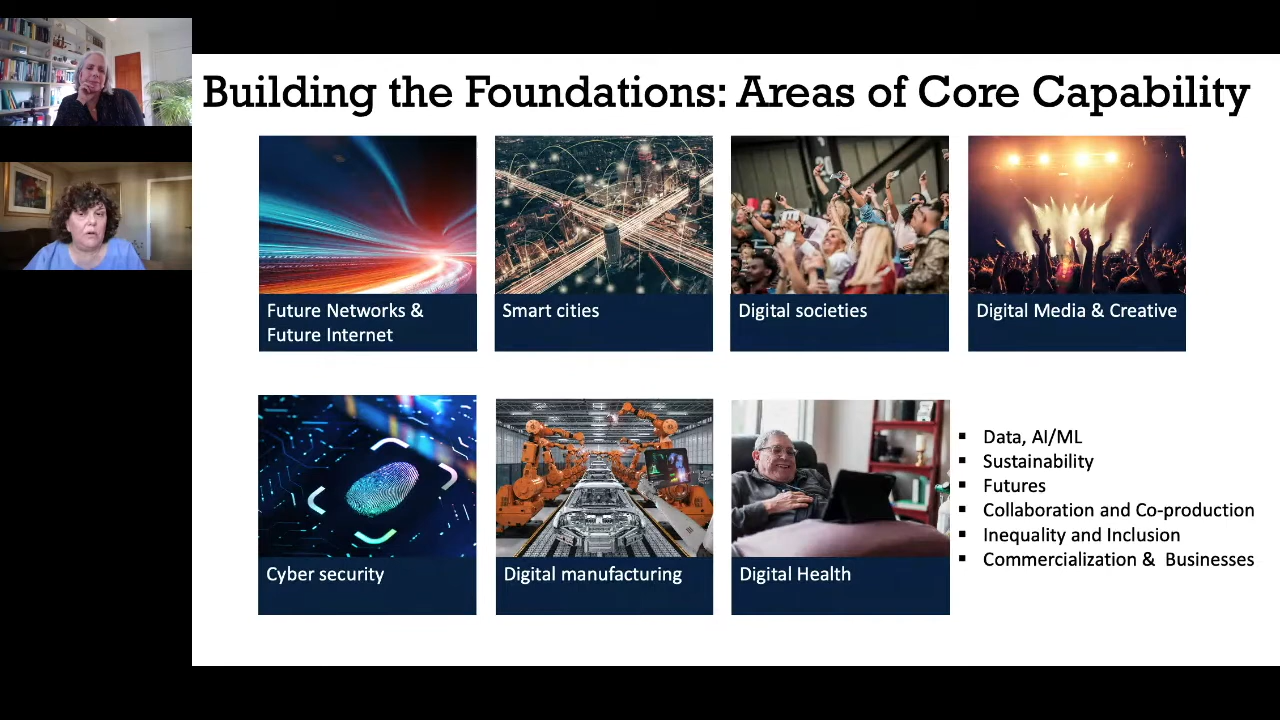 Building the Foundations: Areas of Core Capability
Future Networks &
Future Internet
Smart cities
Digital societies
Digital Media & Creative
Cyber security
Digital manufacturing
Digital Health
▪ Data, AI/ML
▪ Sustainability
▪ Futures
▪ Collaboration and Co-production
▪ Inequality and Inclusion
▪ Commercialization & Businesses